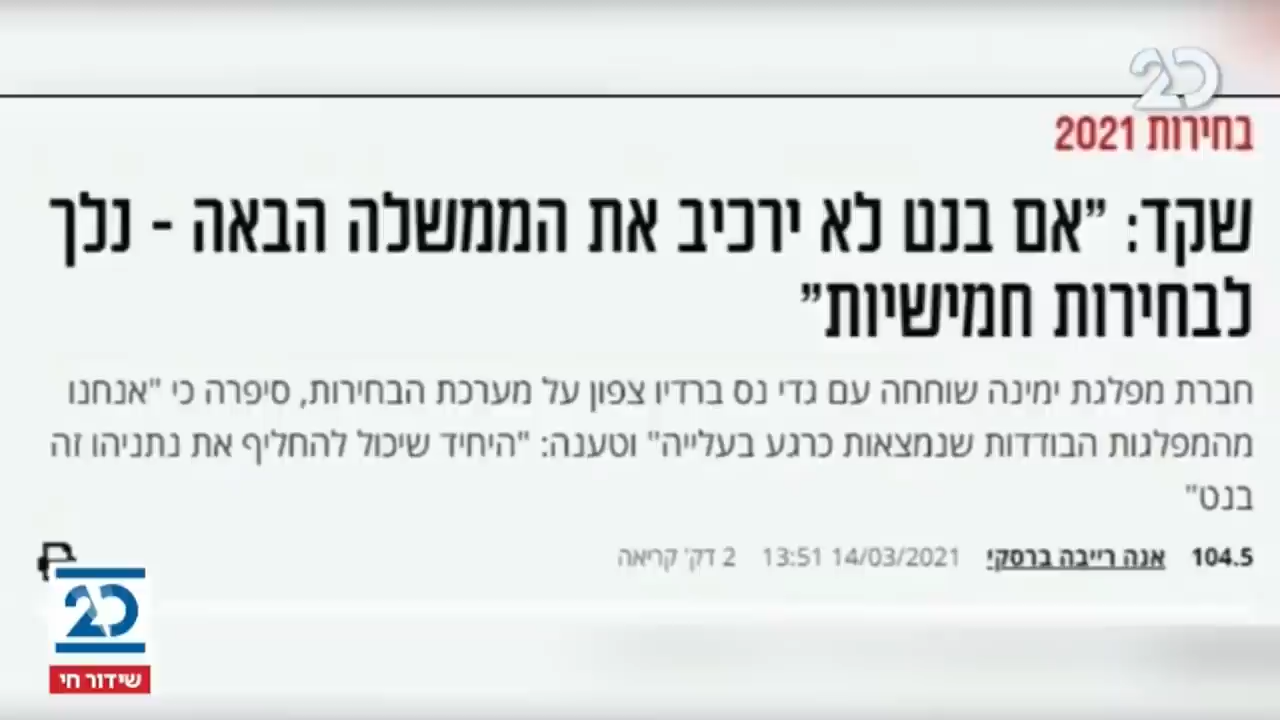 20
בחירות 2021
שקד: "אם בנט לא ירכיב את הממשלה הבאה - נלך
לבחירות חמישיות"
חברת מפלגת ימינה שוחחה עם גדי נס ברדיו צפון על מערכת הבחירות, סיפרה כי "אנחנו
מהמפלגות הבודדות שנמצאות כרגע בעלייה" וטענה: "היחיד שיכול להחליף את נתניהו זה
בנט"
104.5 אנה רייבה ברסקי 14/03/2021 13:51 2 דק' קריאה
20
שידור חי